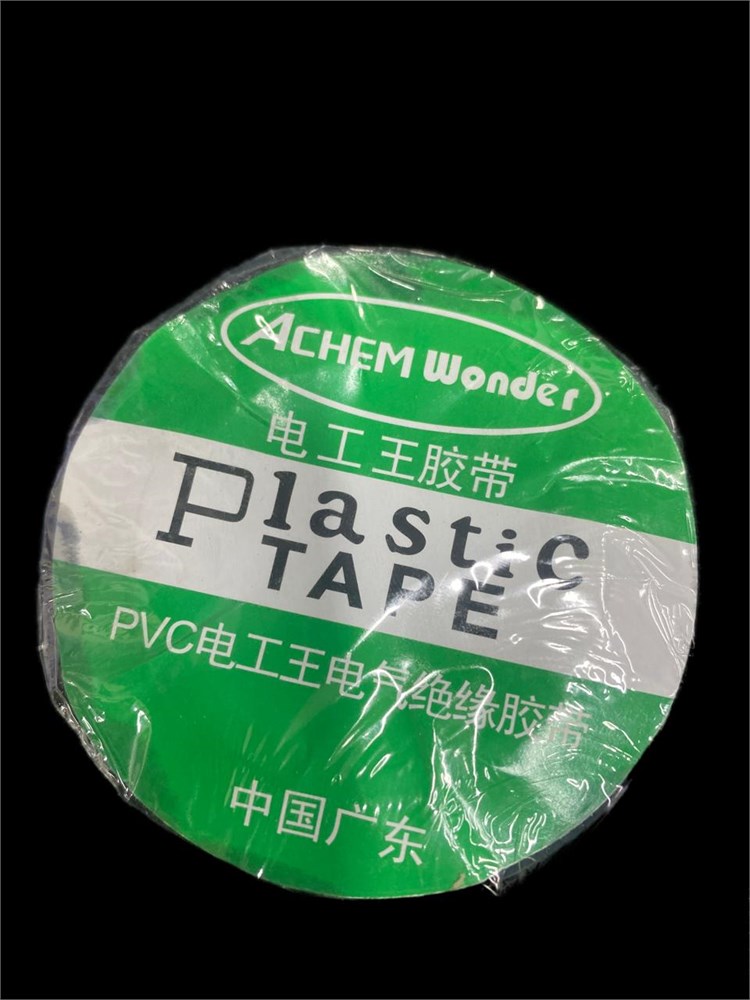 ACHEM Wonder
电工王胶带
Plastic
TAPE
PVC电工王电气绝缘胶带
中国广东